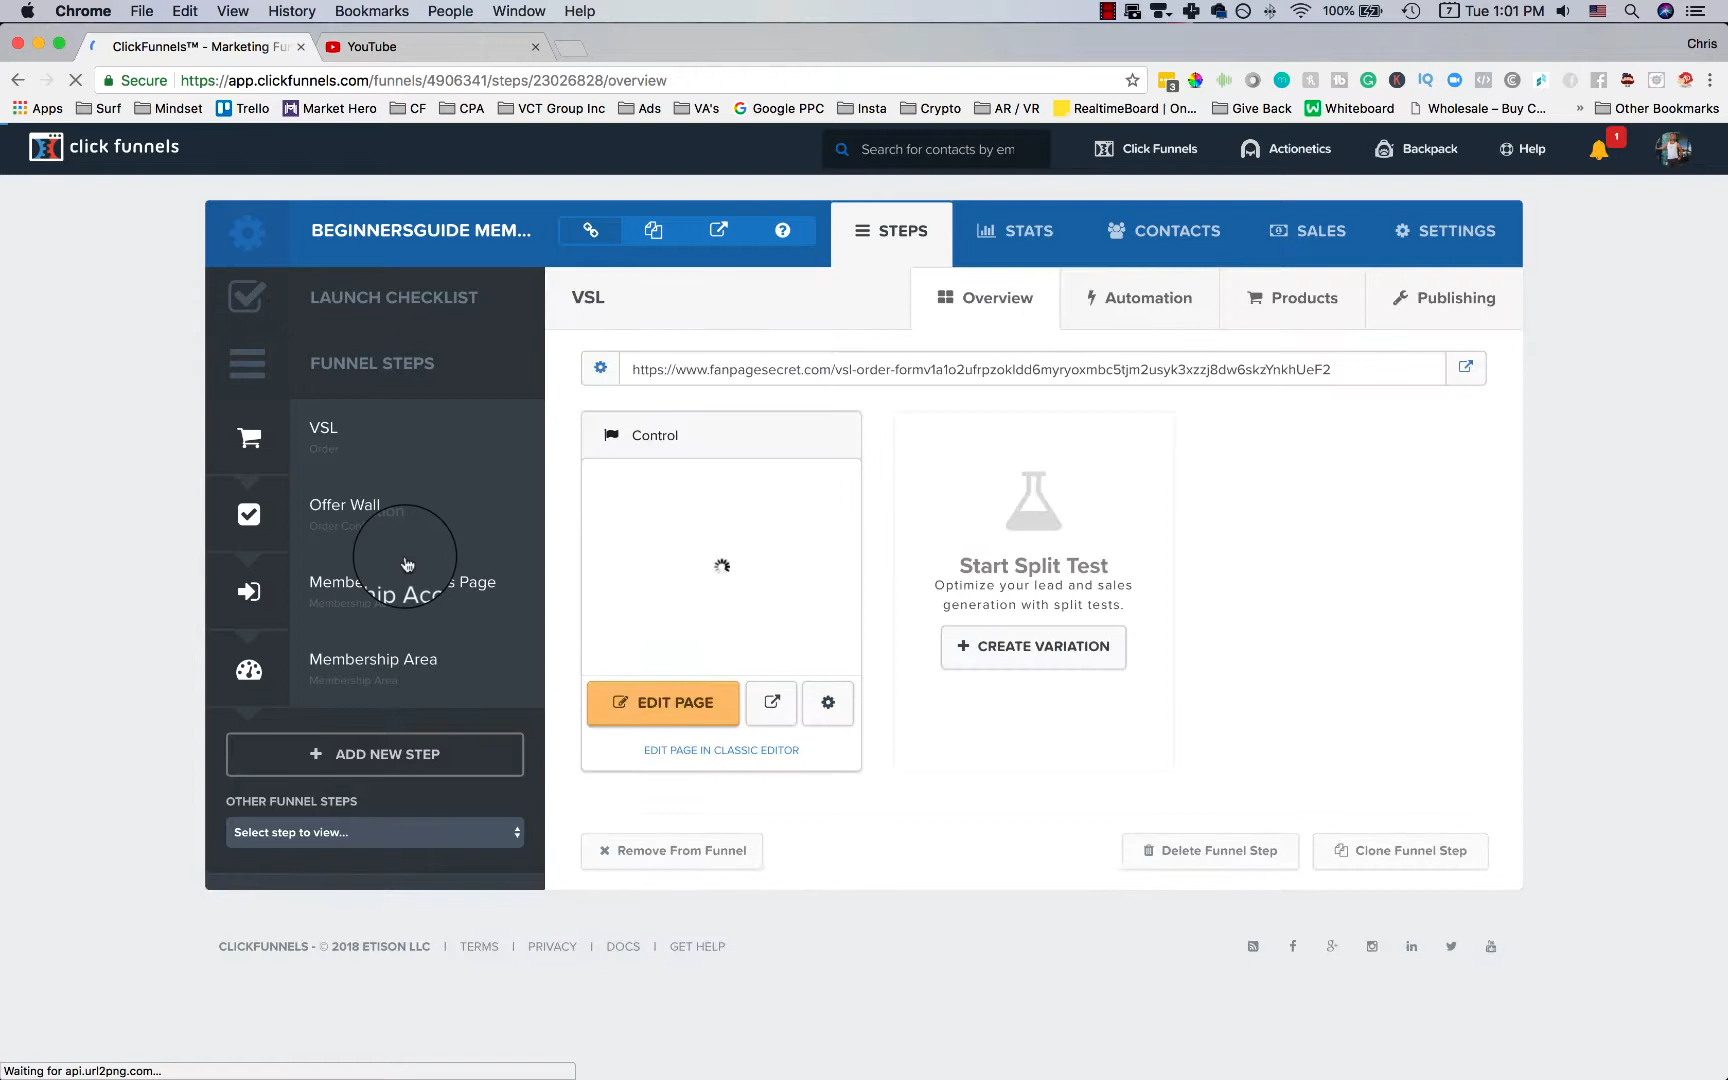 Chrome File Edit View History Bookmarks People Window Help 100% 7 Tue 1:01 PM
ClickFunnels™ - Marketing Fun YouTube Chris
Secure https://app.clickfunnels.com/funnels/4906341/steps/23026828/overview 3
Apps Surf Mindset Trello Market Hero CF CPA VCT Group Inc Ads VA's Google PPC Insta Crypto AR / VR RealtimeBoard | On... Give Back Whiteboard Wholesale – Buy C... » Other Bookmarks
click funnels Search for contacts by em Click Funnels Actionetics Backpack Help 1
BEGINNERSGUIDE MEM... STEPS STATS CONTACTS SALES SETTINGS
LAUNCH CHECKLIST
VSL Overview Automation Products Publishing
FUNNEL STEPS
https://www.fanpagesecret.com/vsl-order-formv1a1o2ufrpzokldd6myryoxmbc5tjm2usyk3xzzj8dw6skzYnkhUeF2
VSL
Order
Control
Offer Wall
Start Split Test
Optimize your lead and sales
generation with split tests.
CREATE VARIATION
Membership Area
Membership Area
EDIT PAGE
EDIT PAGE IN CLASSIC EDITOR
ADD NEW STEP
OTHER FUNNEL STEPS
Select step to view...
Remove From Funnel Delete Funnel Step Clone Funnel Step
CLICKFUNNELS - © 2018 ETISON LLC | TERMS | PRIVACY | DOCS | GET HELP
Waiting for api.url2png.com...